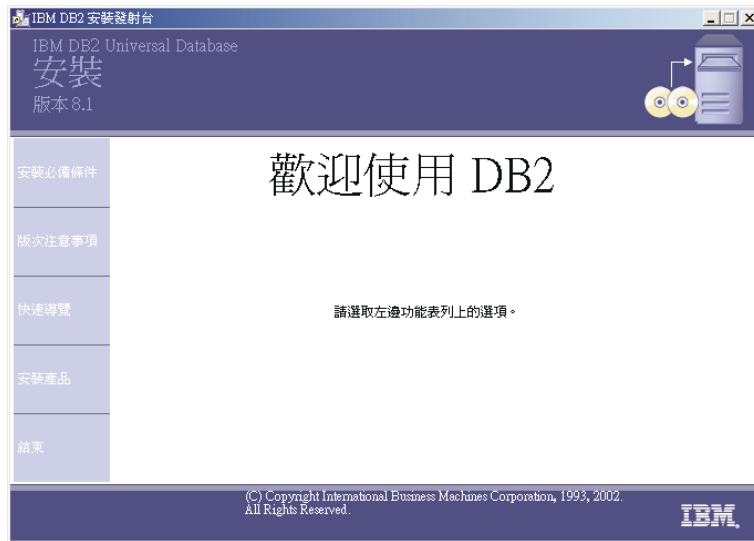 IBM DB2 安裝發射台
IBM DB2 Universal Database
安裝
版本 8.1
安裝必備條件
版次注意事項
快速導覽
安裝產品
結束
歡迎使用 DB2
請選取左邊功能表列上的選項。
(C) Copyright International Business Machines Corporation, 1993, 2002.
All Rights Reserved.
IBM.